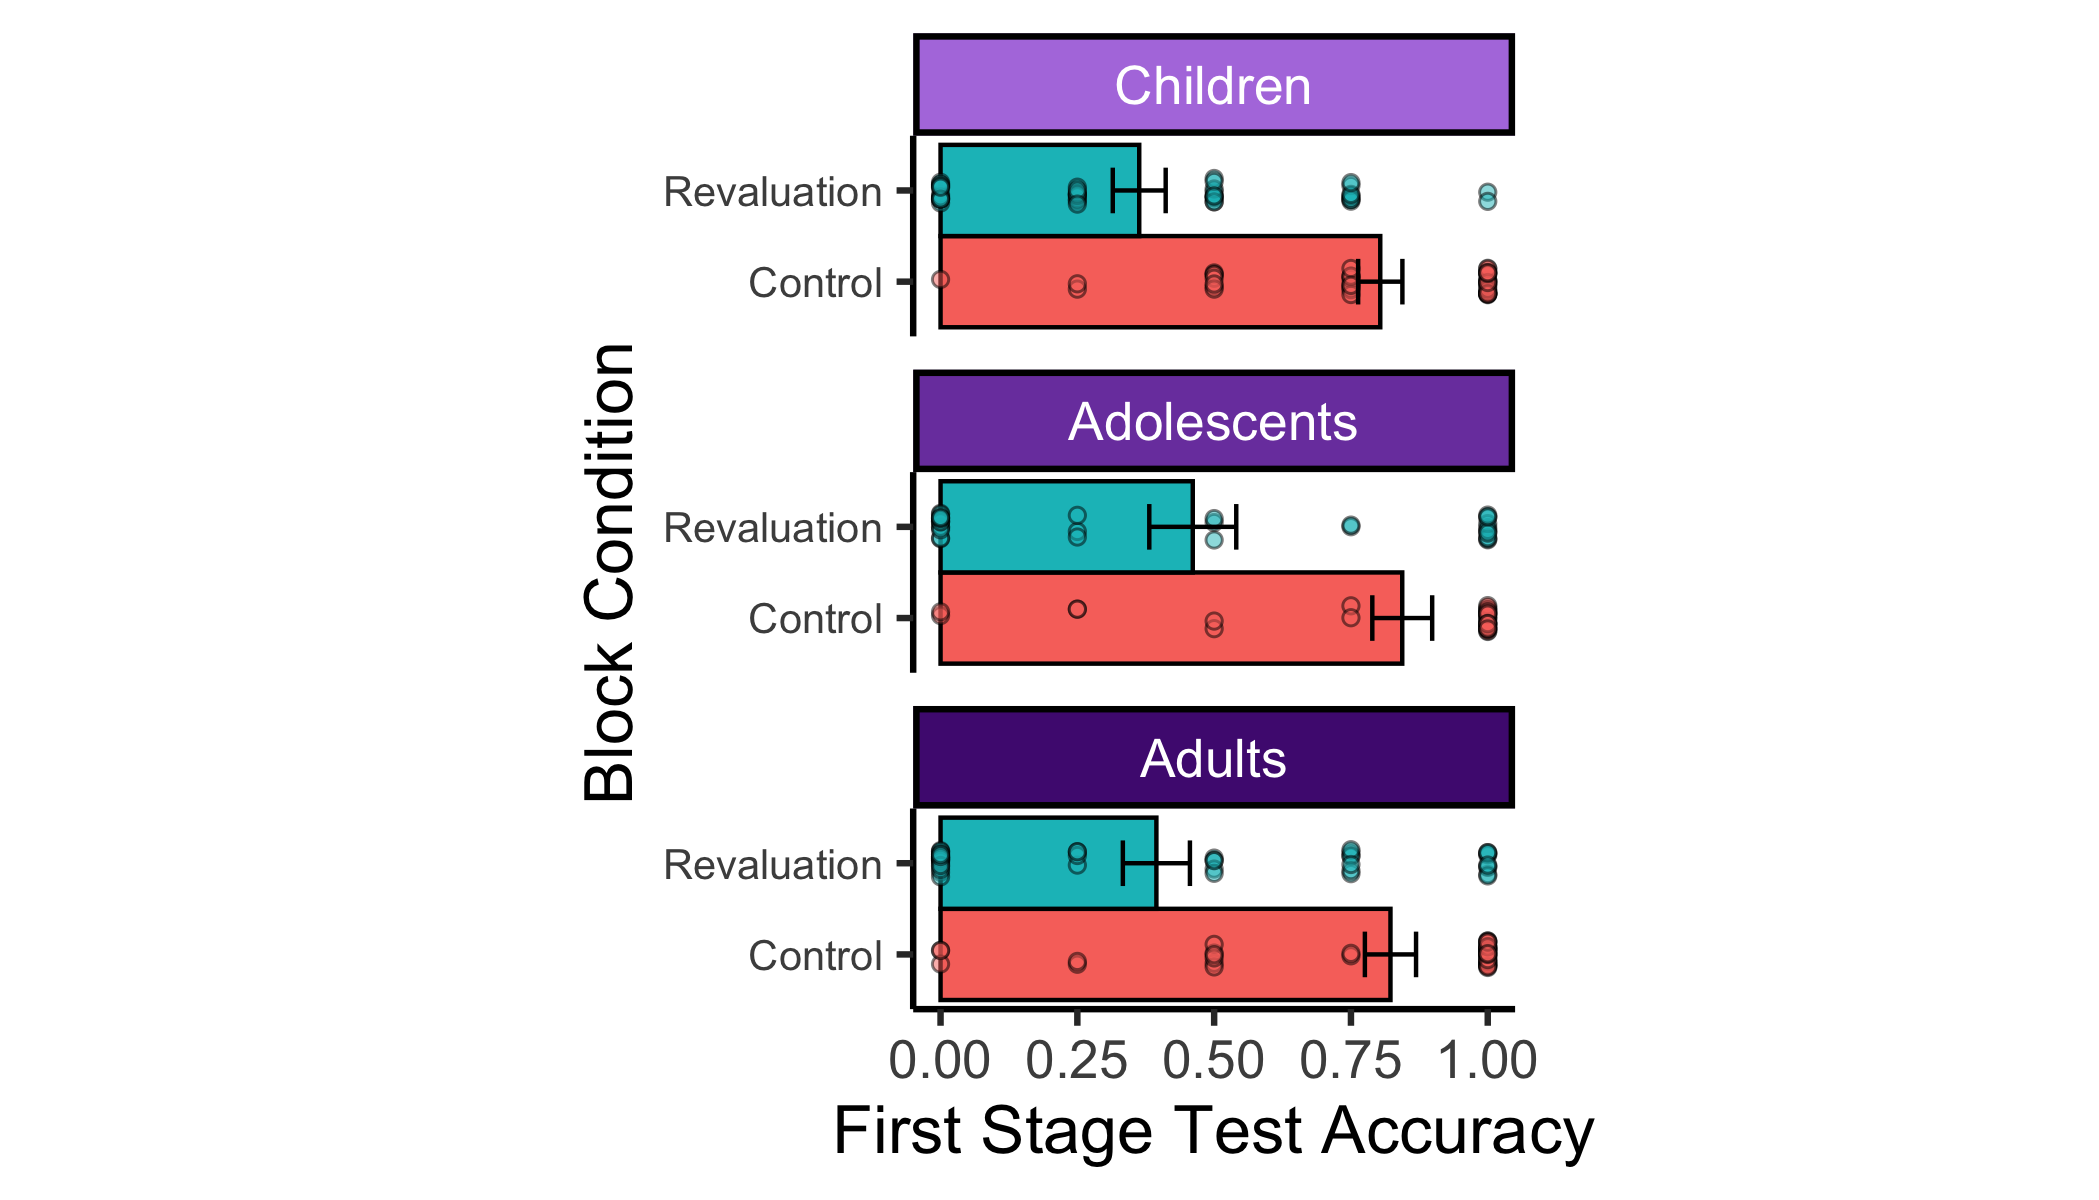 Children
Revaluation
Control
Adolescents
Revaluation
Control
Adults
Revaluation
Control
0.00 0.25 0.50 0.75 1.00
First Stage Test Accuracy
Block Condition